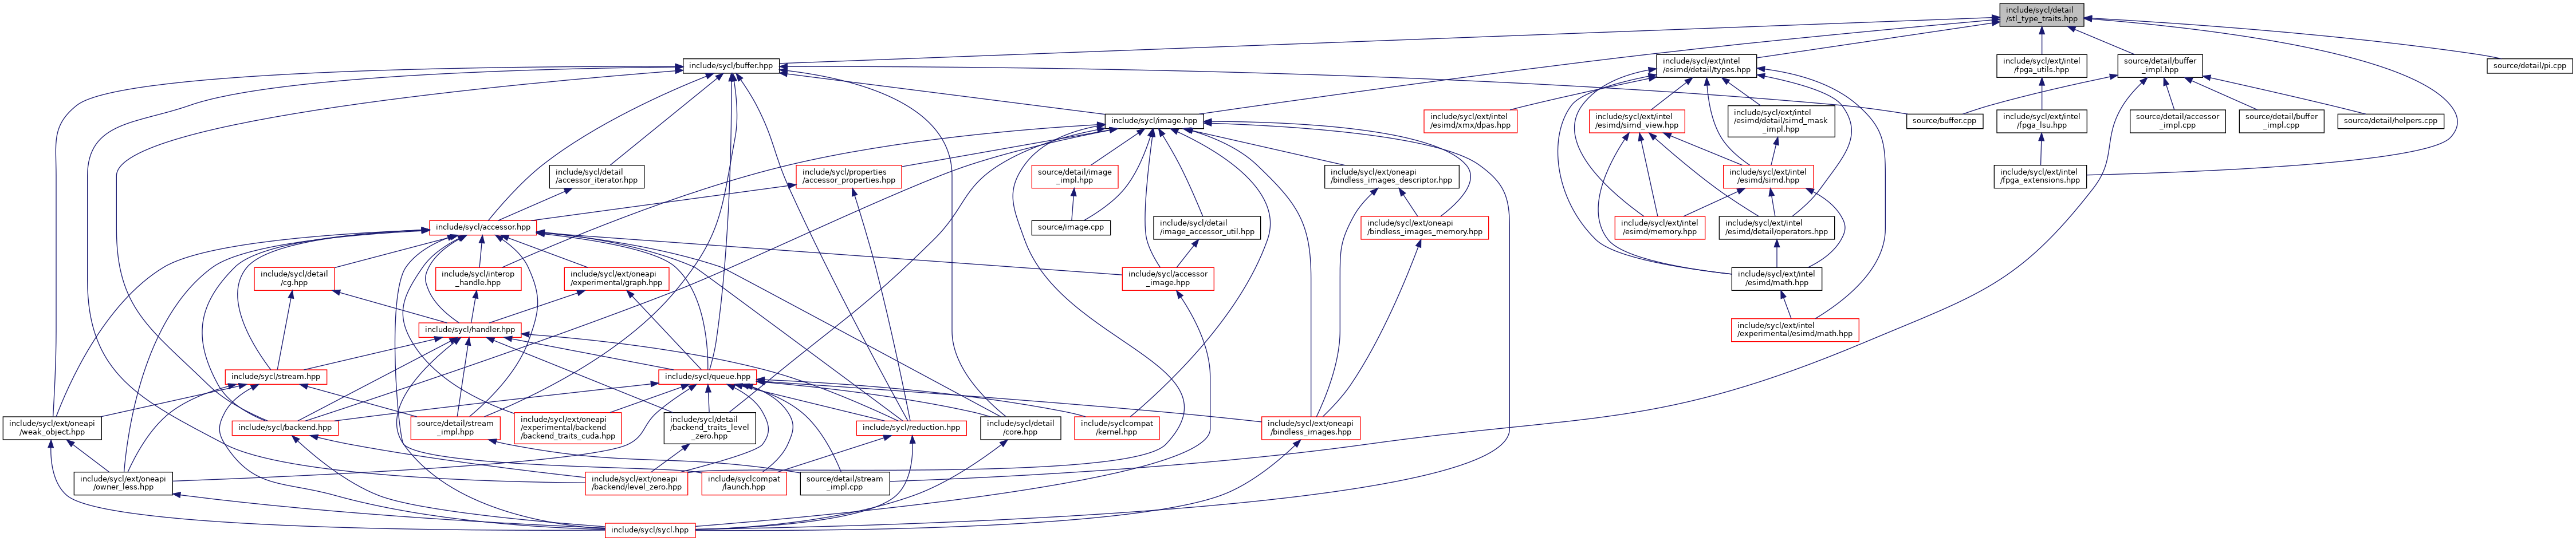 include/sycl/detail
/stl_type_traits.hpp
include/sycl/buffer.hpp
include/sycl/ext/intel
/esimd/detail/types.hpp
include/sycl/ext/intel
/fpga_utils.hpp
source/detail/buffer
_impl.hpp
source/detail/pi.cpp
include/sycl/image.hpp
include/sycl/ext/intel
/esimd/xmx/dpas.hpp
include/sycl/ext/intel
/esimd/simd_view.hpp
include/sycl/ext/intel
/esimd/detail/simd_mask
_impl.hpp
source/buffer.cpp
include/sycl/ext/intel
/fpga_lsu.hpp
source/detail/accessor
_impl.cpp
source/detail/buffer
_impl.cpp
source/detail/helpers.cpp
include/sycl/detail
/accessor_iterator.hpp
include/sycl/properties
/accessor_properties.hpp
source/detail/image
_impl.hpp
include/sycl/ext/oneapi
/bindless_images_descriptor.hpp
include/sycl/ext/intel
/esimd/simd.hpp
include/sycl/ext/intel
/fpga_extensions.hpp
include/sycl/accessor.hpp
source/image.cpp
include/sycl/detail
/image_accessor_util.hpp
include/sycl/ext/oneapi
/bindless_images_memory.hpp
include/sycl/ext/intel
/esimd/memory.hpp
include/sycl/ext/intel
/esimd/detail/operators.hpp
include/sycl/detail
/cg.hpp
include/sycl/interop
_handle.hpp
include/sycl/ext/oneapi
/experimental/graph.hpp
include/sycl/accessor
_image.hpp
include/sycl/ext/intel
/esimd/math.hpp
include/sycl/handler.hpp
include/sycl/ext/intel
/experimental/esimd/math.hpp
include/sycl/stream.hpp
include/sycl/queue.hpp
include/sycl/ext/oneapi
/weak_object.hpp
include/sycl/backend.hpp
source/detail/stream
_impl.hpp
include/sycl/ext/oneapi
/experimental/backend
/backend_traits_cuda.hpp
include/sycl/detail
/backend_traits_level
_zero.hpp
include/sycl/reduction.hpp
include/sycl/detail
/core.hpp
include/syclcompat
/kernel.hpp
include/sycl/ext/oneapi
/bindless_images.hpp
include/sycl/ext/oneapi
/owner_less.hpp
include/sycl/ext/oneapi
/backend/level_zero.hpp
include/syclcompat
/launch.hpp
source/detail/stream
_impl.cpp
include/sycl/sycl.hpp